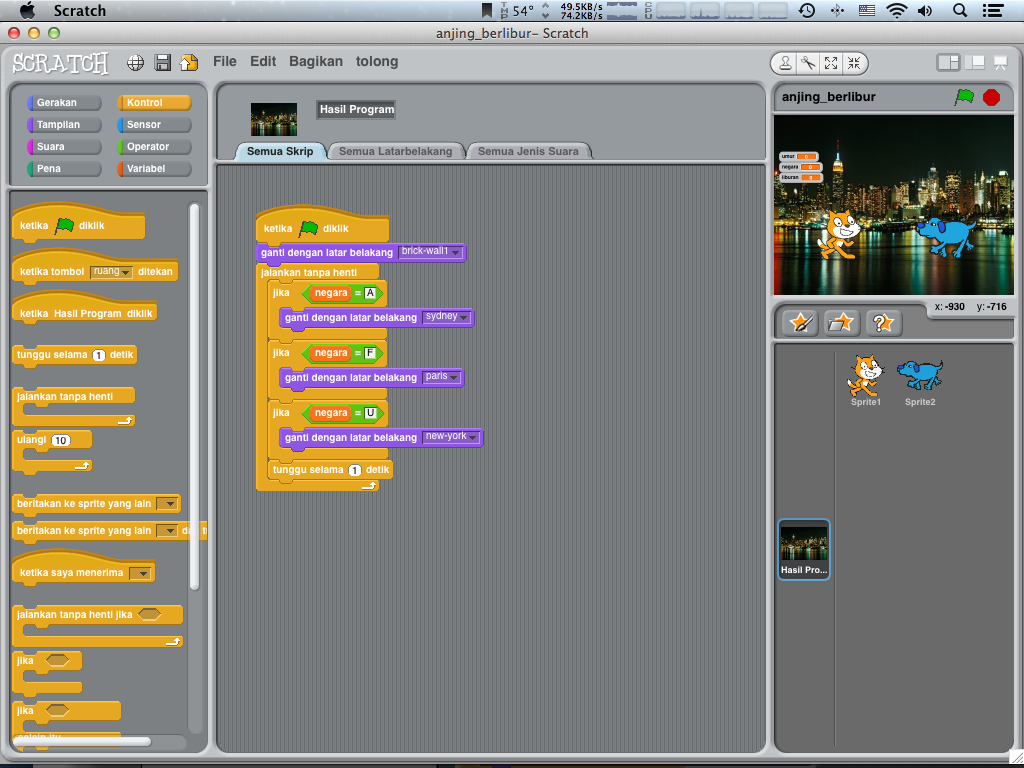 Scratch
54°
49.5KB/s
74.2KB/s
anjing_berlibur– Scratch
SCRATCH
File Edit Bagikan tolong
Gerakan Kontrol
Tampilan Sensor
Suara Operator
Pena Variabel
ketika diklik
ketika tombol ruang ditekan
ketika Hasil Program diklik
tunggu selama 1 detik
jalankan tanpa henti
ulangi 10
beritakan ke sprite yang lain
beritakan ke sprite yang lain
ketika saya menerima
jalankan tanpa henti jika
jika
jika
Hasil Program
Semua Skrip Semua Latarbelakang Semua Jenis Suara
ketika diklik
ganti dengan latar belakang brick-wall1
jalankan tanpa henti
jika negara = A
ganti dengan latar belakang sydney
jika negara = F
ganti dengan latar belakang paris
jika negara = U
ganti dengan latar belakang new-york
tunggu selama 1 detik
anjing_berlibur
umur
negara
liburan
x: -930 y: -716
Sprite1 Sprite2
Hasil Pro...